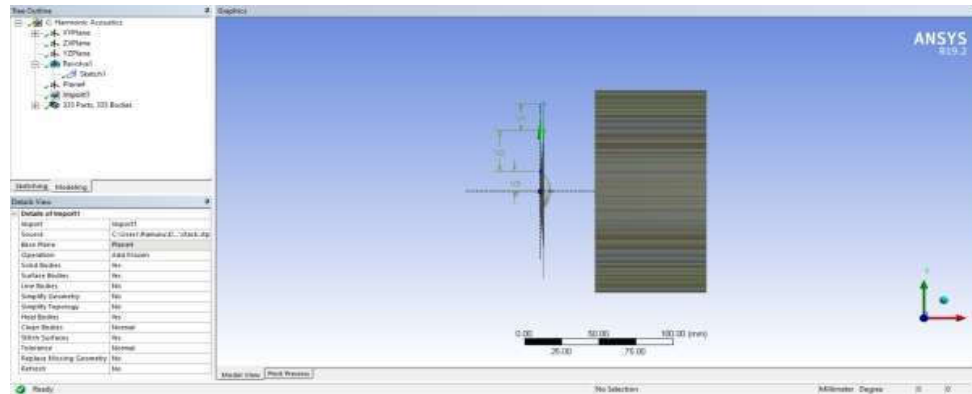 Tree Outline
Graphics
C: Harmonic Acoustics
XYPlane
ZXPlane
YZPlane
Revolve1
Sketch1
Plane4
Import1
333 Parts, 333 Bodies
ANSYS
R19.2
Sketching Modeling
Details View
Details of Import1
Import Import1
Source
Base Plane Plane4
Operation Add Frozen
Solid Bodies Yes
Surface Bodies Yes
Line Bodies No
Simplify Geometry No
Simplify Topology No
Heal Bodies Yes
Clean Bodies Normal
Stitch Surfaces Yes
Tolerance Normal
Replace Missing Geometry No
Refresh No
0.00 50.00 100.00 (mm)
25.00 75.00
Model View Print Preview
Ready No Selection Millimeter Degree 0 0